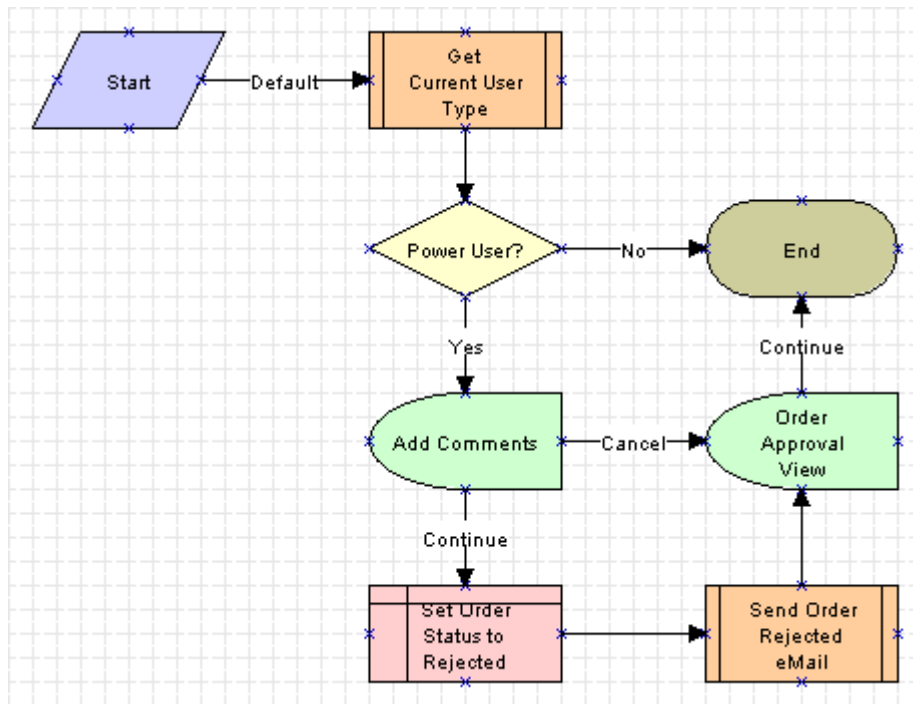 Start
Default
Get
Current User
Type
Power User?
No
End
Yes
Continue
Add Comments
Cancel
Order
Approval
View
Continue
Set Order
Status to
Rejected
Send Order
Rejected
eMail